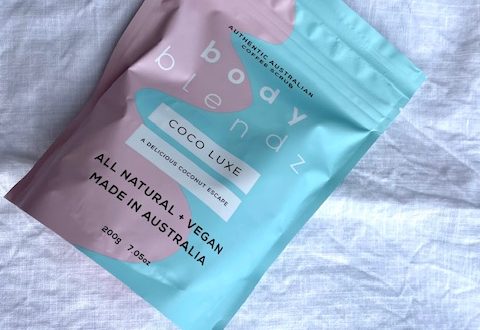 AUTHENTIC AUSTRALIAN
COFFEE SCRUB
body
blendz
COCO LUXE
A DELICIOUS COCONUT ESCAPE
ALL NATURAL + VEGAN
MADE IN AUSTRALIA
200g 7.05oz